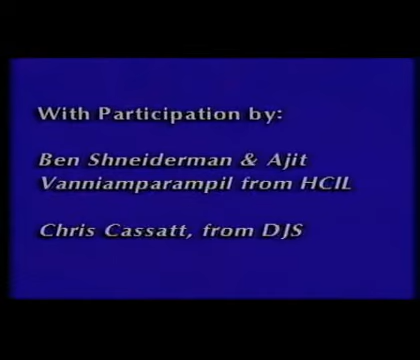 With Participation by:
Ben Shneiderman & Ajit
Vanniamparampil from HCIL
Chris Cassatt, from DJS